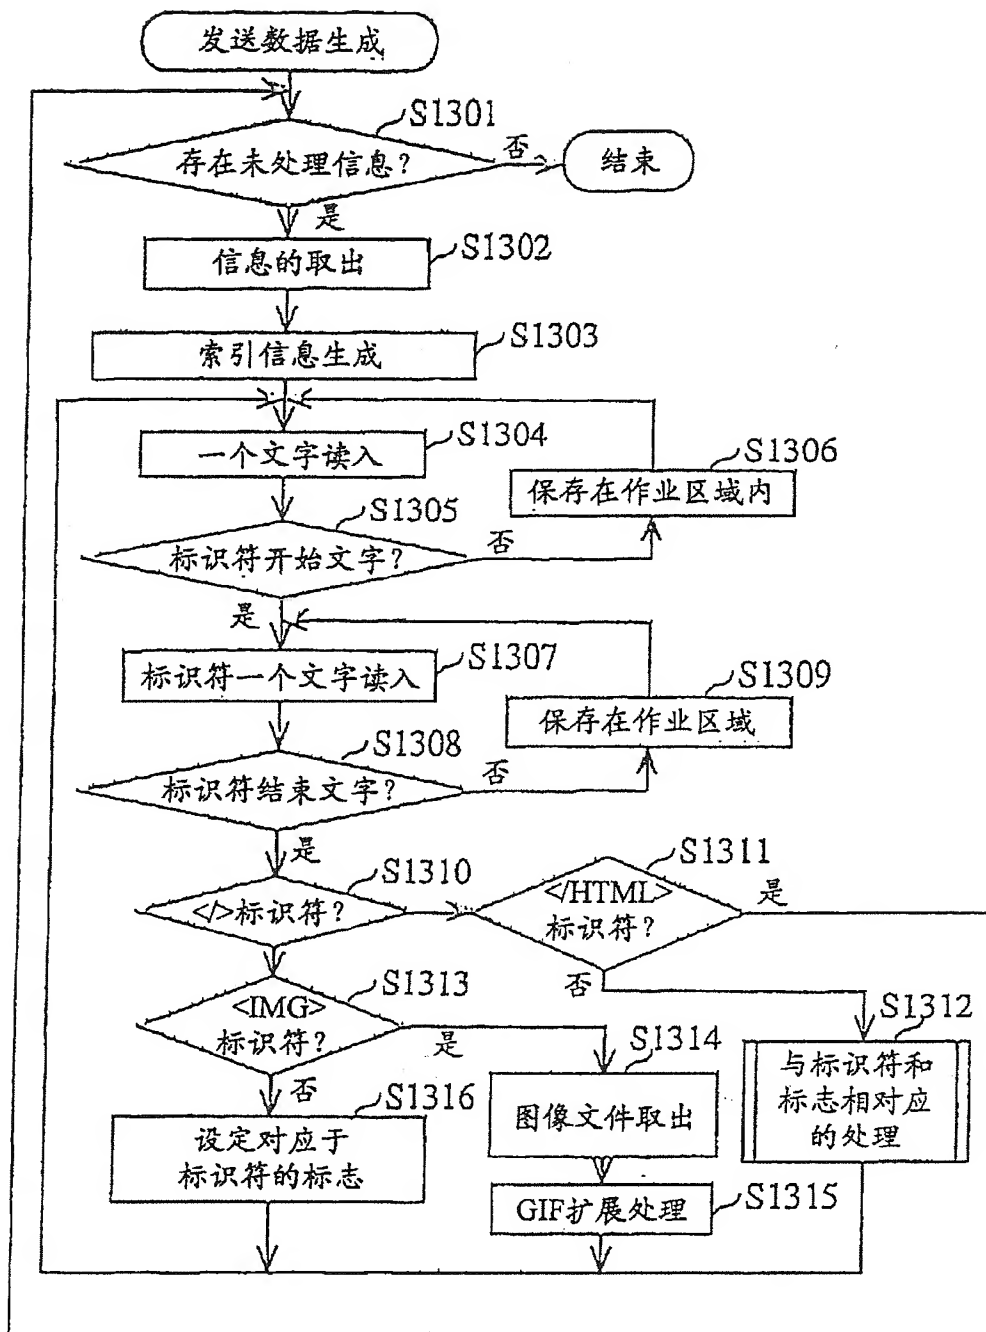 发送数据生成
S1301
存在未处理信息?
否
结束
是
信息的取出
S1302
索引信息生成
S1303
一个文字读入
S1304
S1306
保存在作业区域内
S1305
标识符开始文字?
否
是
标识符一个文字读入
S1307
S1309
保存在作业区域
S1308
标识符结束文字?
否
是
S1310
</>标识符?
S1311
</HTML>
标识符?
是
否
S1313
<IMG>
标识符?
是
否
S1312
与标识符和
标志相对应
的处理
S1314
图像文件取出
S1316
设定对应于
标识符的标志
GIF扩展处理
S1315